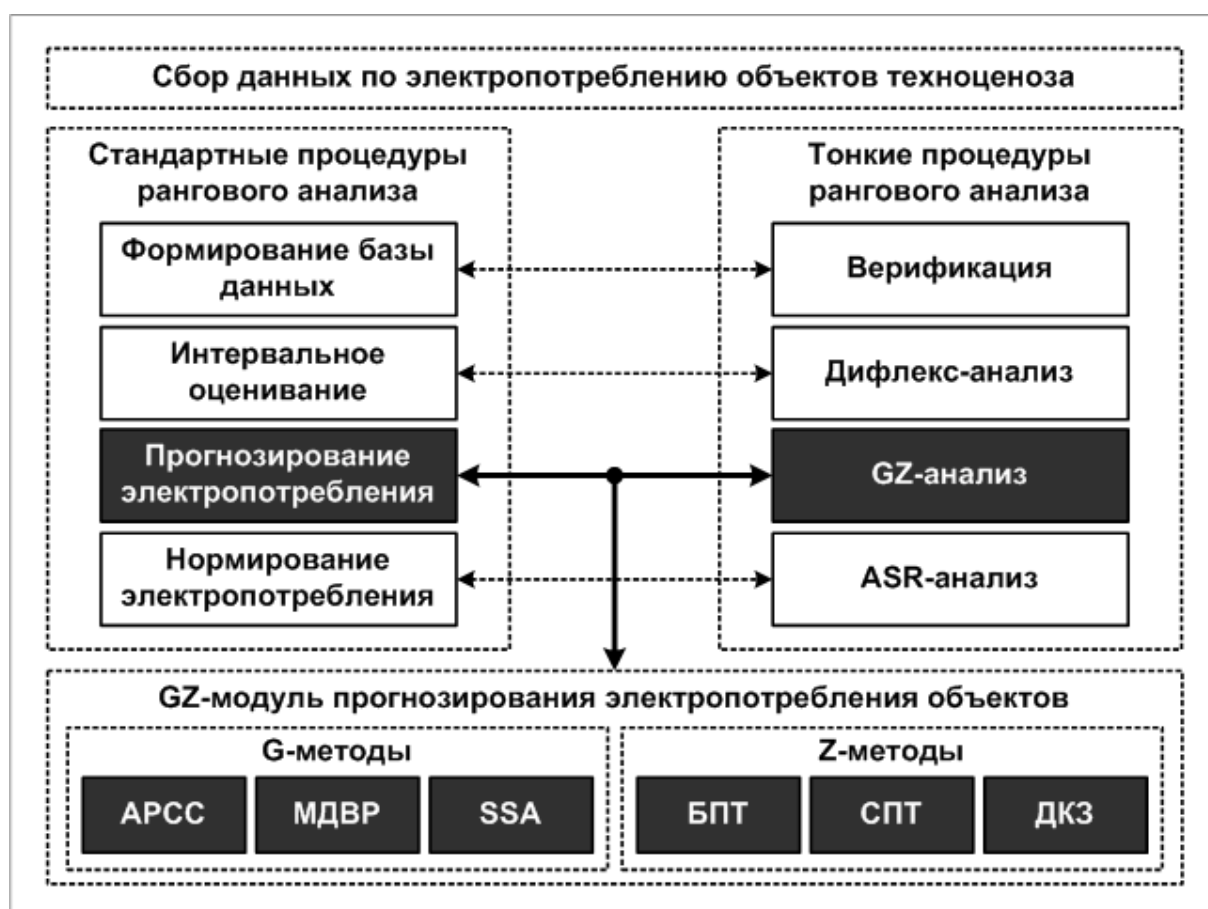 Сбор данных по электропотреблению объектов техноценоза
Стандартные процедуры
рангового анализа
Формирование базы
данных
Интервальное
оценивание
Прогнозирование
электропотребления
Нормирование
электропотребления
Тонкие процедуры
рангового анализа
Верификация
Дифлекс-анализ
GZ-анализ
ASR-анализ
GZ-модуль прогнозирования электропотребления объектов
G-методы
АРСС
МДВР
SSA
Z-методы
БПТ
СПТ
ДКЗ